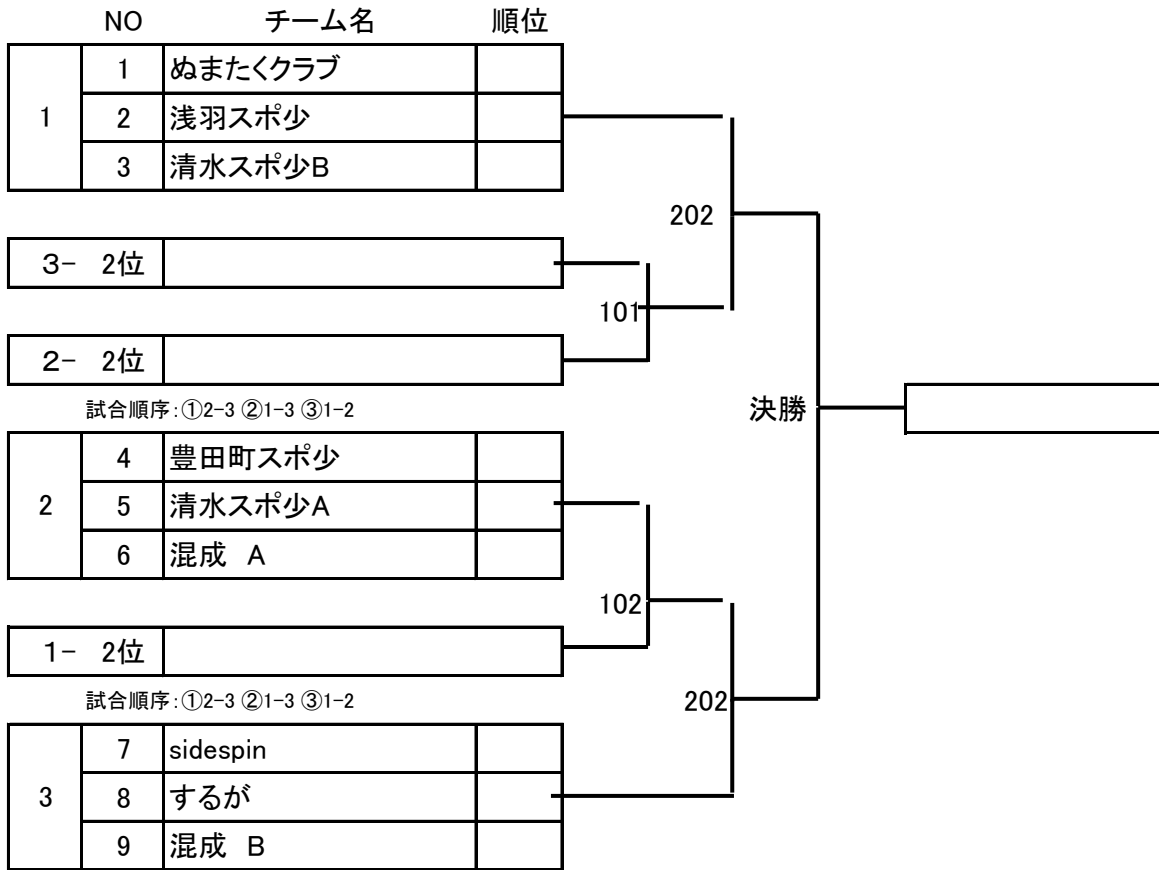 NO チーム名 順位
1 ぬまたくクラブ
1 2 浅羽スポ少
3 清水スポ少B
202
3- 2位
101
2- 2位
試合順序:①2-3 ②1-3 ③1-2
決勝
4 豊田町スポ少
2 5 清水スポ少A
6 混成 A
102
1- 2位
試合順序:①2-3 ②1-3 ③1-2
202
7 sidespin
3 8 するが
9 混成 B